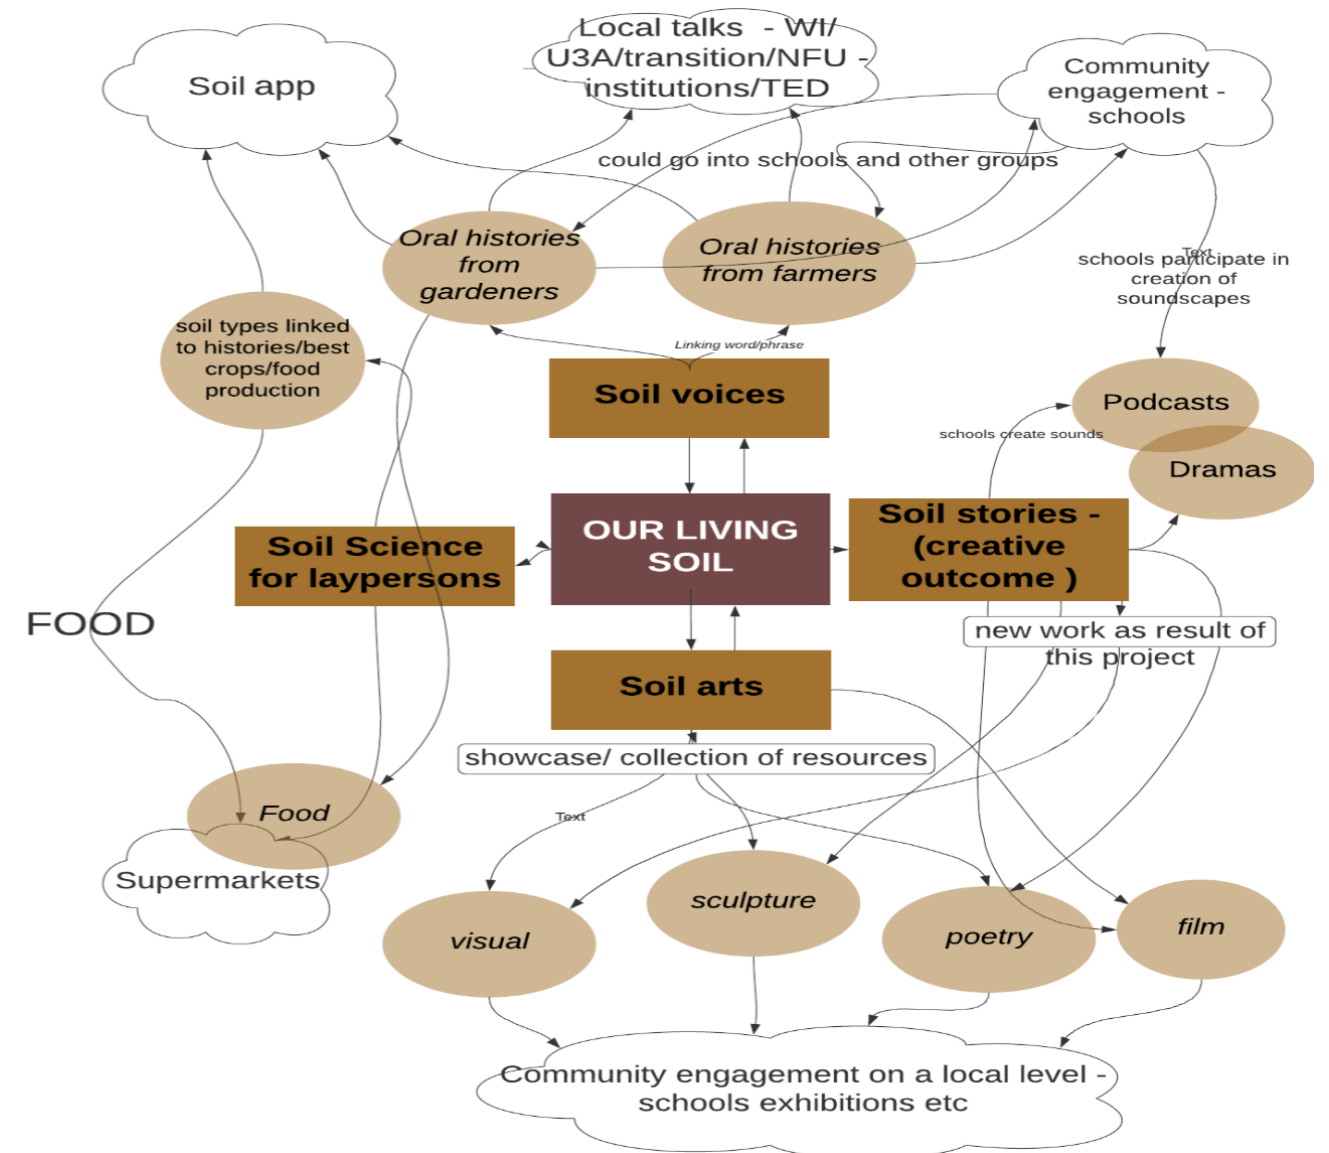 Local talks - WI/
U3A/transition/NFU -
institutions/TED
Soil app
Community
engagement -
schools
could go into schools and other groups
Oral histories
from
gardeners
Oral histories
from farmers
Text
schools participate in
creation of
soundscapes
soil types linked
to histories/best
crops/food
production
Linking word/phrase
Soil voices
Podcasts
schools create sounds
Dramas
OUR LIVING
SOIL
Soil stories -
(creative
outcome )
Soil Science
for laypersons
FOOD
new work as result of
this project
Soil arts
showcase/ collection of resources
Text
Food
Supermarkets
sculpture
visual
poetry
film
Community engagement on a local level -
schools exhibitions etc